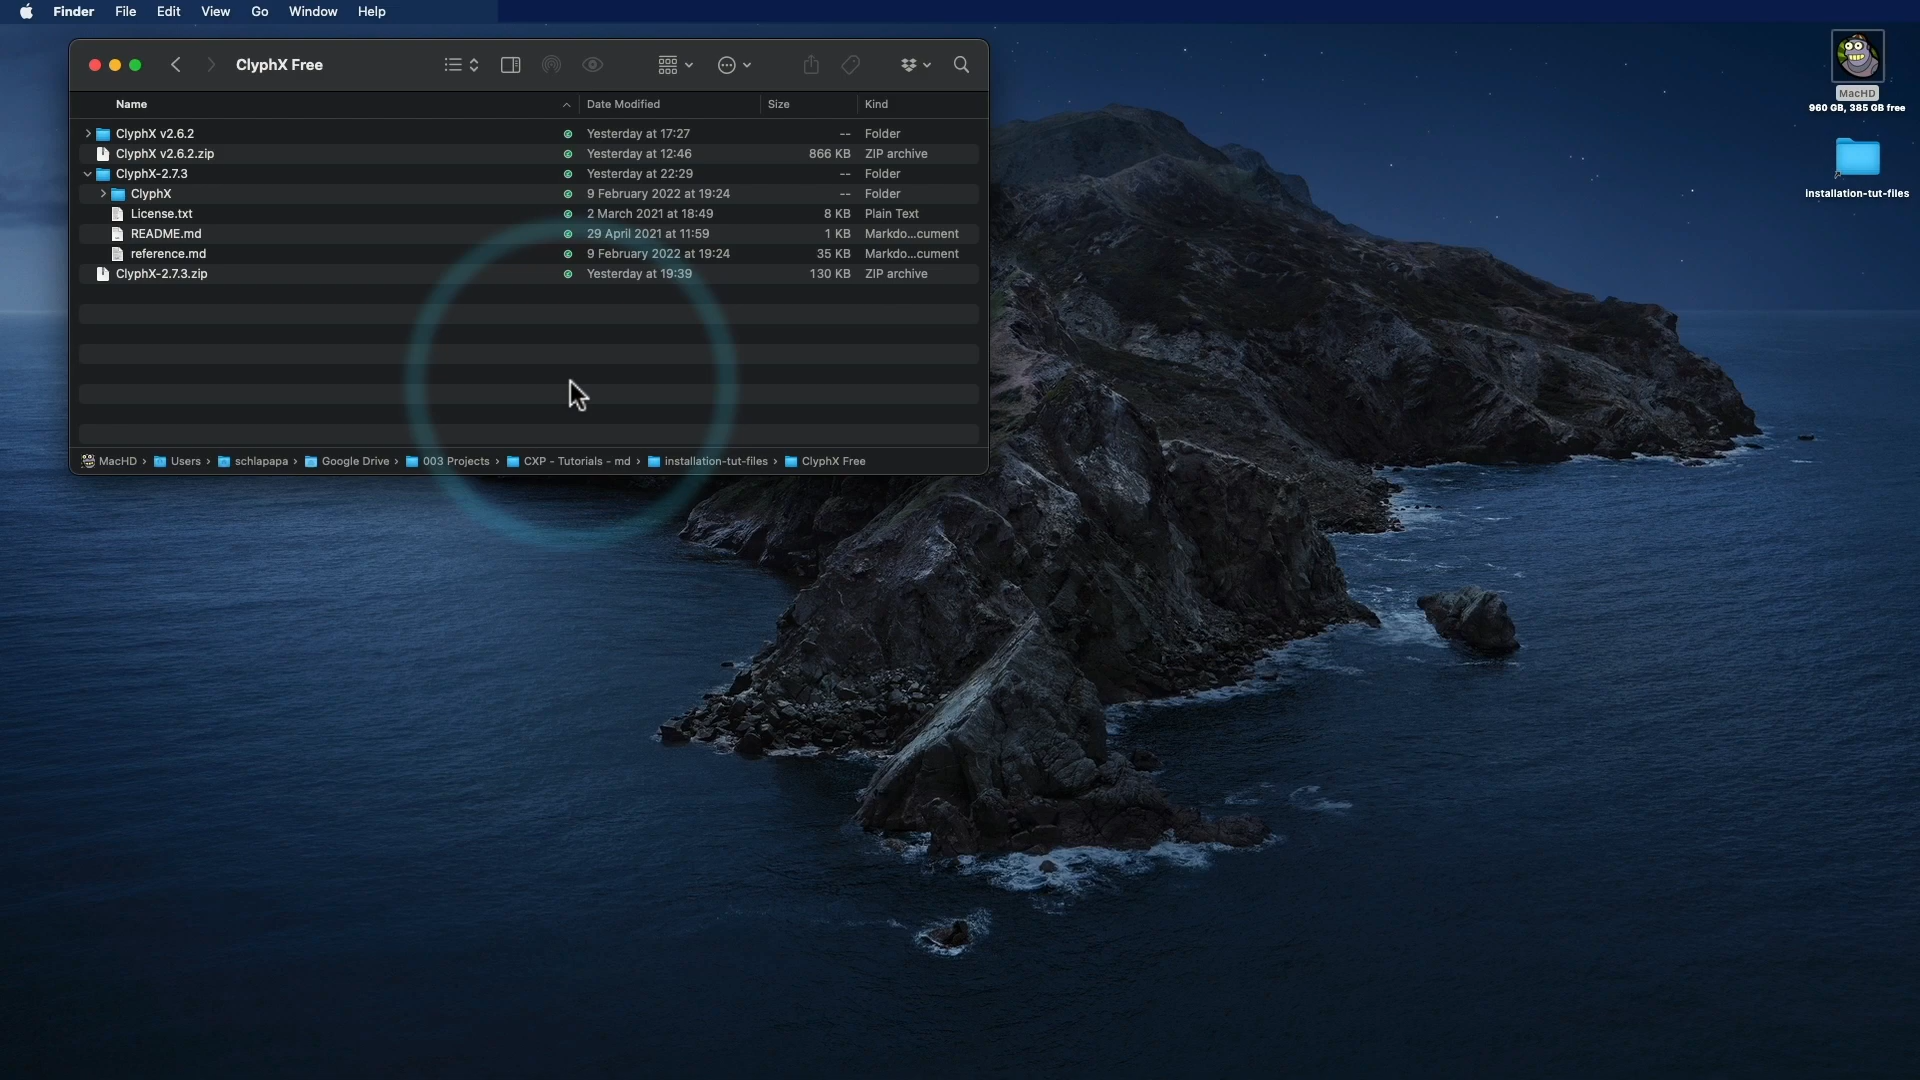 Finder File Edit View Go Window Help
ClyphX Free
Name Date Modified Size Kind
ClyphX v2.6.2 Yesterday at 17:27 -- Folder
ClyphX v2.6.2.zip Yesterday at 12:46 866 KB ZIP archive
ClyphX-2.7.3 Yesterday at 22:29 -- Folder
ClyphX 9 February 2022 at 19:24 -- Folder
License.txt 2 March 2021 at 18:49 8 KB Plain Text
README.md 29 April 2021 at 11:59 1 KB Markdo...cument
reference.md 9 February 2022 at 19:24 35 KB Markdo...cument
ClyphX-2.7.3.zip Yesterday at 19:39 130 KB ZIP archive
MacHD › Users › schlapapa › Google Drive › 003 Projects › CXP - Tutorials - md › installation-tut-files › ClyphX Free
MacHD
960 GB, 385 GB free
installation-tut-files